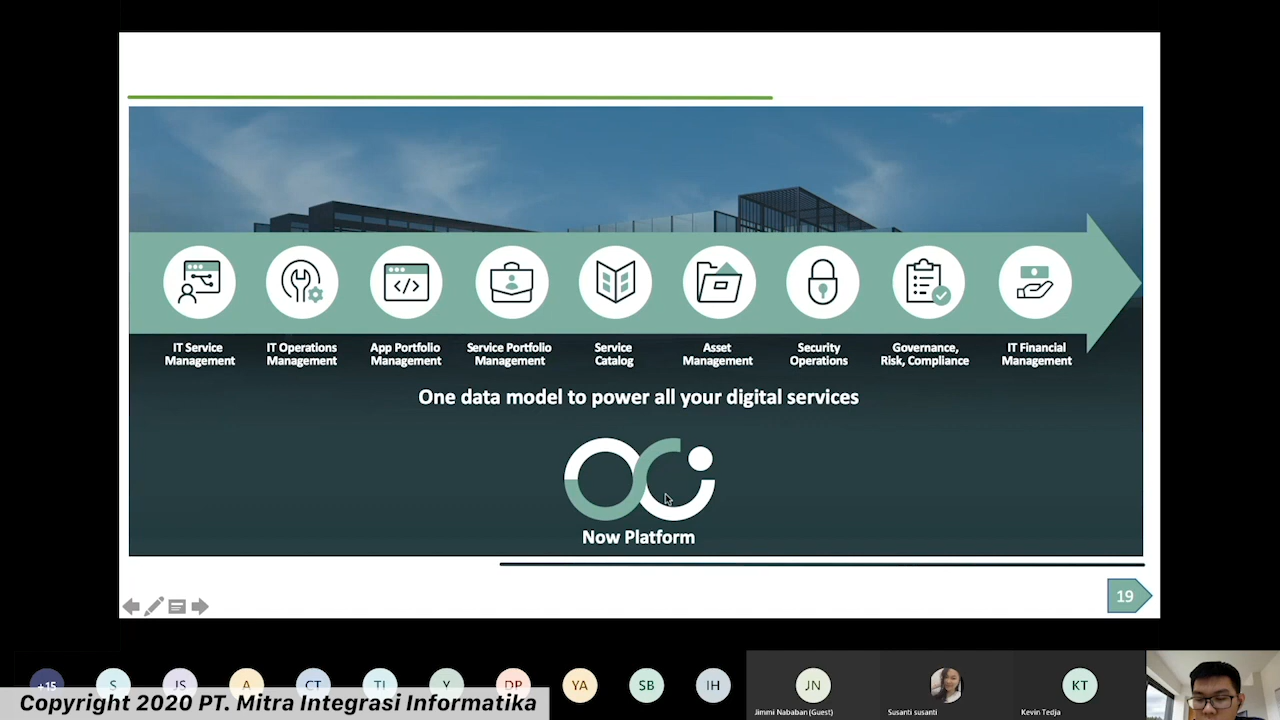 IT Service
Management
IT Operations
Management
App Portfolio
Management
Service Portfolio
Management
Service
Catalog
Asset
Management
Security
Operations
Governance,
Risk, Compliance
IT Financial
Management
One data model to power all your digital services
Now Platform
19
+15
S
JS
A
CT
TL
Y
DP
YA
SB
IH
JN
KT
Jimmi Nababan (Guest)
Susanti susanti
Kevin Tedja
Copyright 2020 PT. Mitra Integrasi Informatika